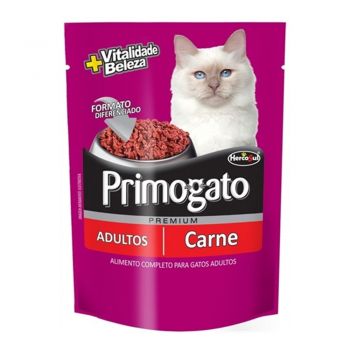 +Vitalidade
Beleza
FORMATO
DIFERENCIADO
HercoSul
Primogato
PREMIUM
ADULTOS Carne
ALIMENTO COMPLETO PARA GATOS ADULTOS